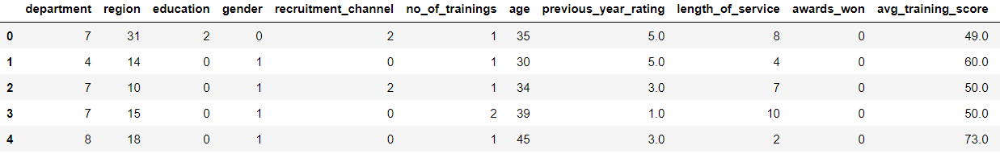 department region education gender recruitment_channel no_of_trainings age previous_year_rating length_of_service awards_won avg_training_score
0 7 31 2 0 2 1 35 5.0 8 0 49.0
1 4 14 0 1 0 1 30 5.0 4 0 60.0
2 7 10 0 1 2 1 34 3.0 7 0 50.0
3 7 15 0 1 0 2 39 1.0 10 0 50.0
4 8 18 0 1 0 1 45 3.0 2 0 73.0